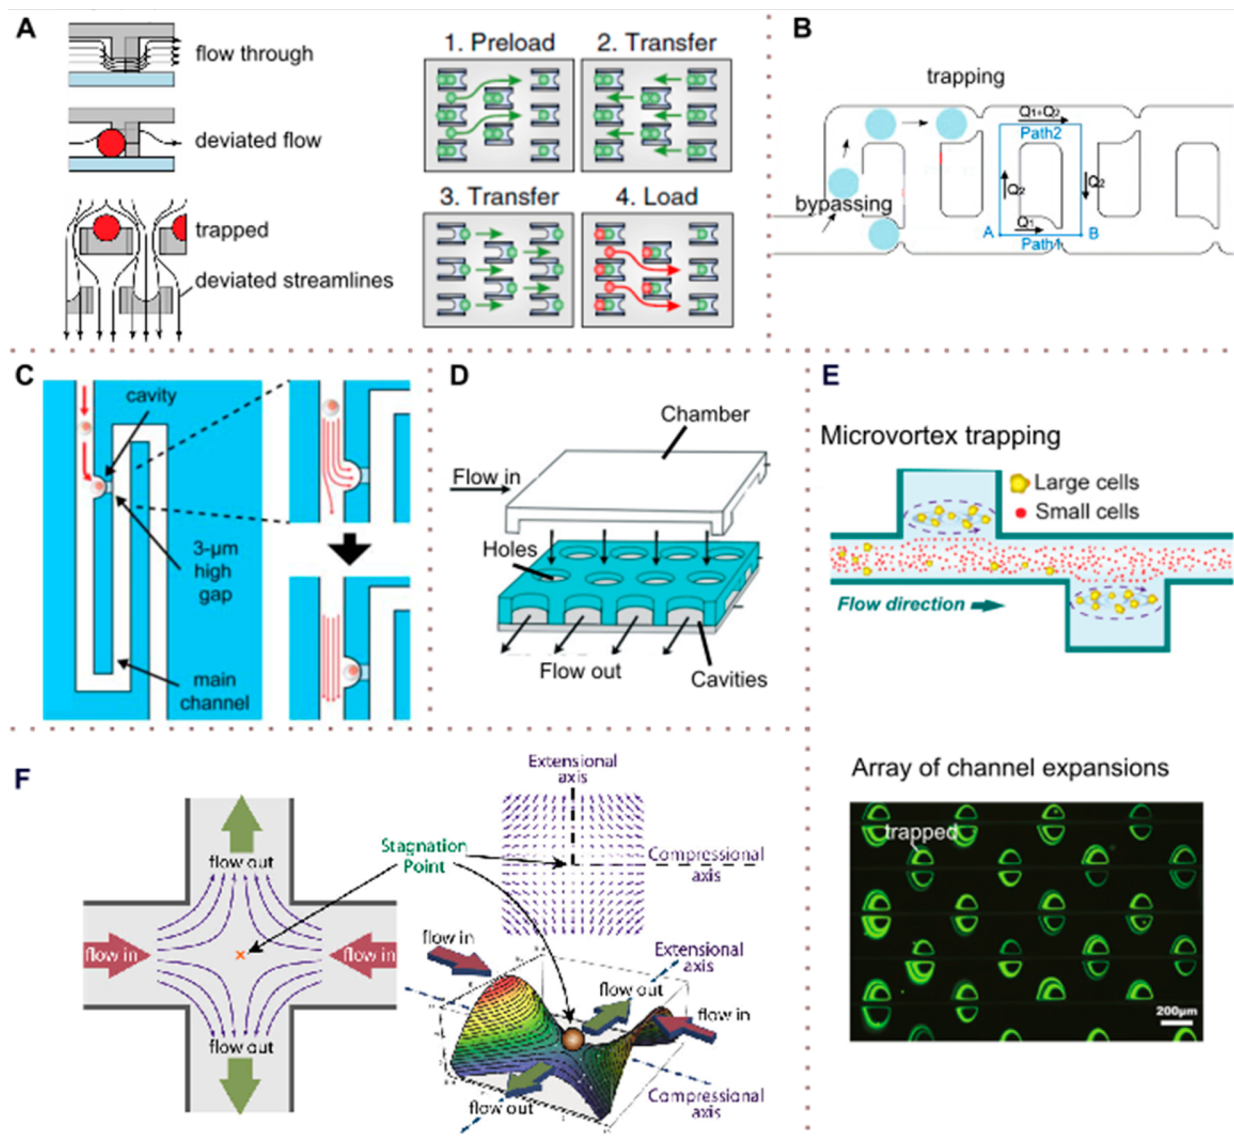 A
flow through
deviated flow
trapped
deviated streamlines
1. Preload
2. Transfer
3. Transfer
4. Load
B
trapping
bypassing
Q1+Q2
Path2
Q2
Q2
Q1
A
B
Path1
C
cavity
3-μm
high
gap
main
channel
D
Chamber
Flow in
Holes
Flow out
Cavities
E
Microvortex trapping
Large cells
Small cells
Flow direction
Array of channel expansions
trapped
200μm
F
flow out
flow in
flow in
flow out
Stagnation
Point
Extensional
axis
Compressional
axis
flow in
Extensional
axis
flow out
flow in
flow out
Compressional
axis